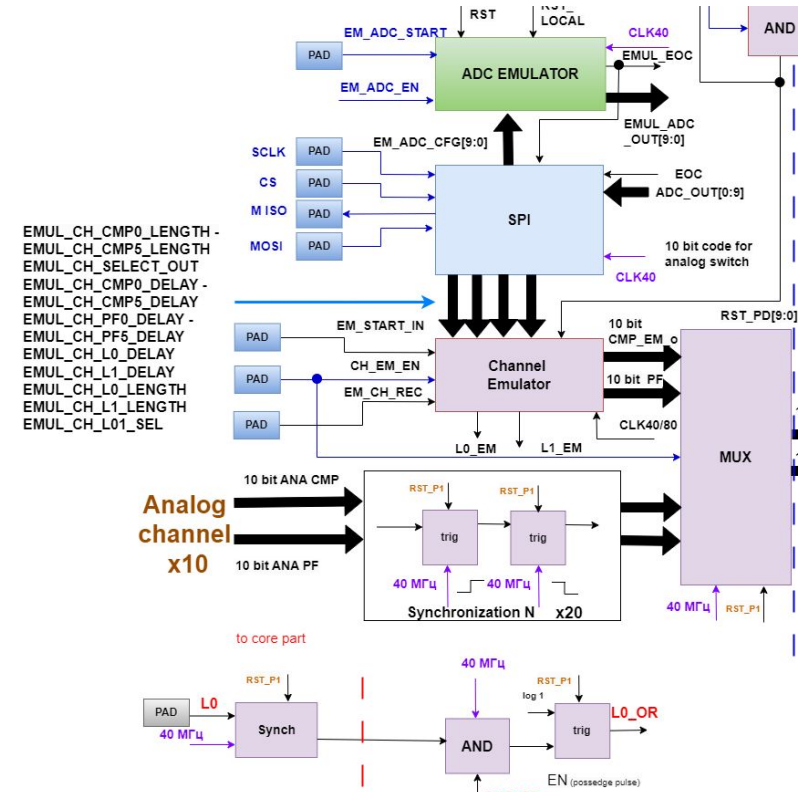 RST
RST_
LOCAL
AND
EM_ADC_START
CLK40
PAD
EMUL_EOC
ADC EMULATOR
EM_ADC_EN
EMUL_ADC
_OUT[9:0]
EM_ADC_CFG[9:0]
SCLK
PAD
CS
PAD
M ISO
PAD
MOSI
PAD
SPI
EOC
ADC_OUT[0:9]
10 bit code for
analog switch
CLK40
EMUL_CH_CMP0_LENGTH -
EMUL_CH_CMP5_LENGTH
EMUL_CH_SELECT_OUT
EMUL_CH_CMP0_DELAY -
EMUL_CH_CMP5_DELAY
EMUL_CH_PF0_DELAY -
EMUL_CH_PF5_DELAY
EMUL_CH_L0_DELAY
EMUL_CH_L1_DELAY
EMUL_CH_L0_LENGTH
EMUL_CH_L1_LENGTH
EMUL_CH_L01_SEL
RST_PD[9:0]
PAD
EM_START_IN
PAD
CH_EM_EN
PAD
EM_CH_REC
Channel
Emulator
10 bit
CMP_EM_o
10 bit PF
CLK40/80
L0_EM
L1_EM
MUX
10 bit ANA CMP
Analog
channel
x10
10 bit ANA PF
RST_P1
RST_P1
trig
trig
40 МГц
40 МГц
Synchronization N
x20
40 МГц
RST_P1
to core part
RST_P1
PAD
L0
40 МГц
Synch
40 МГц
AND
RST_P1
log 1
trig
L0_OR
EN (possedge pulse)